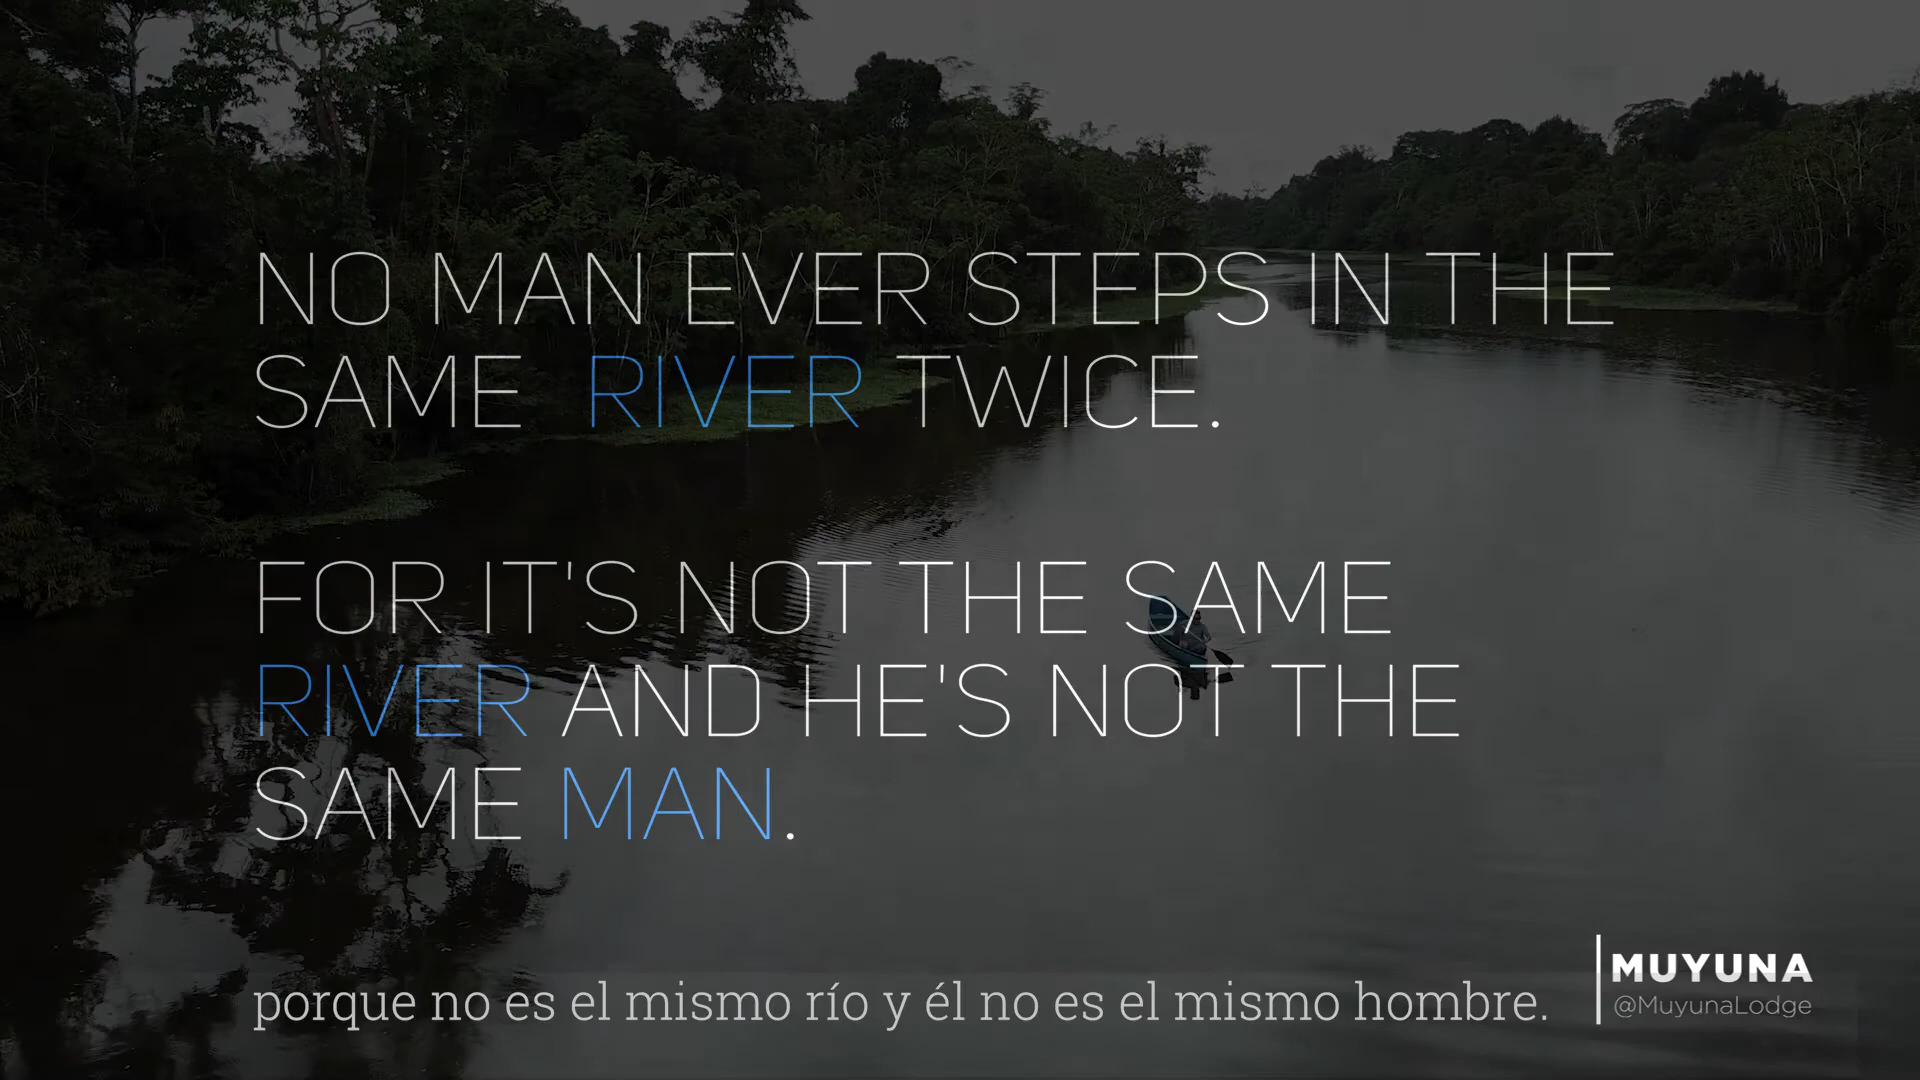 NO MAN EVER STEPS IN THE
SAME RIVER TWICE.
FOR IT'S NOT THE SAME
RIVER AND HE'S NOT THE
SAME MAN.
porque no es el mismo río y él no es el mismo hombre.
MUYUNA
@MuyunaLodge